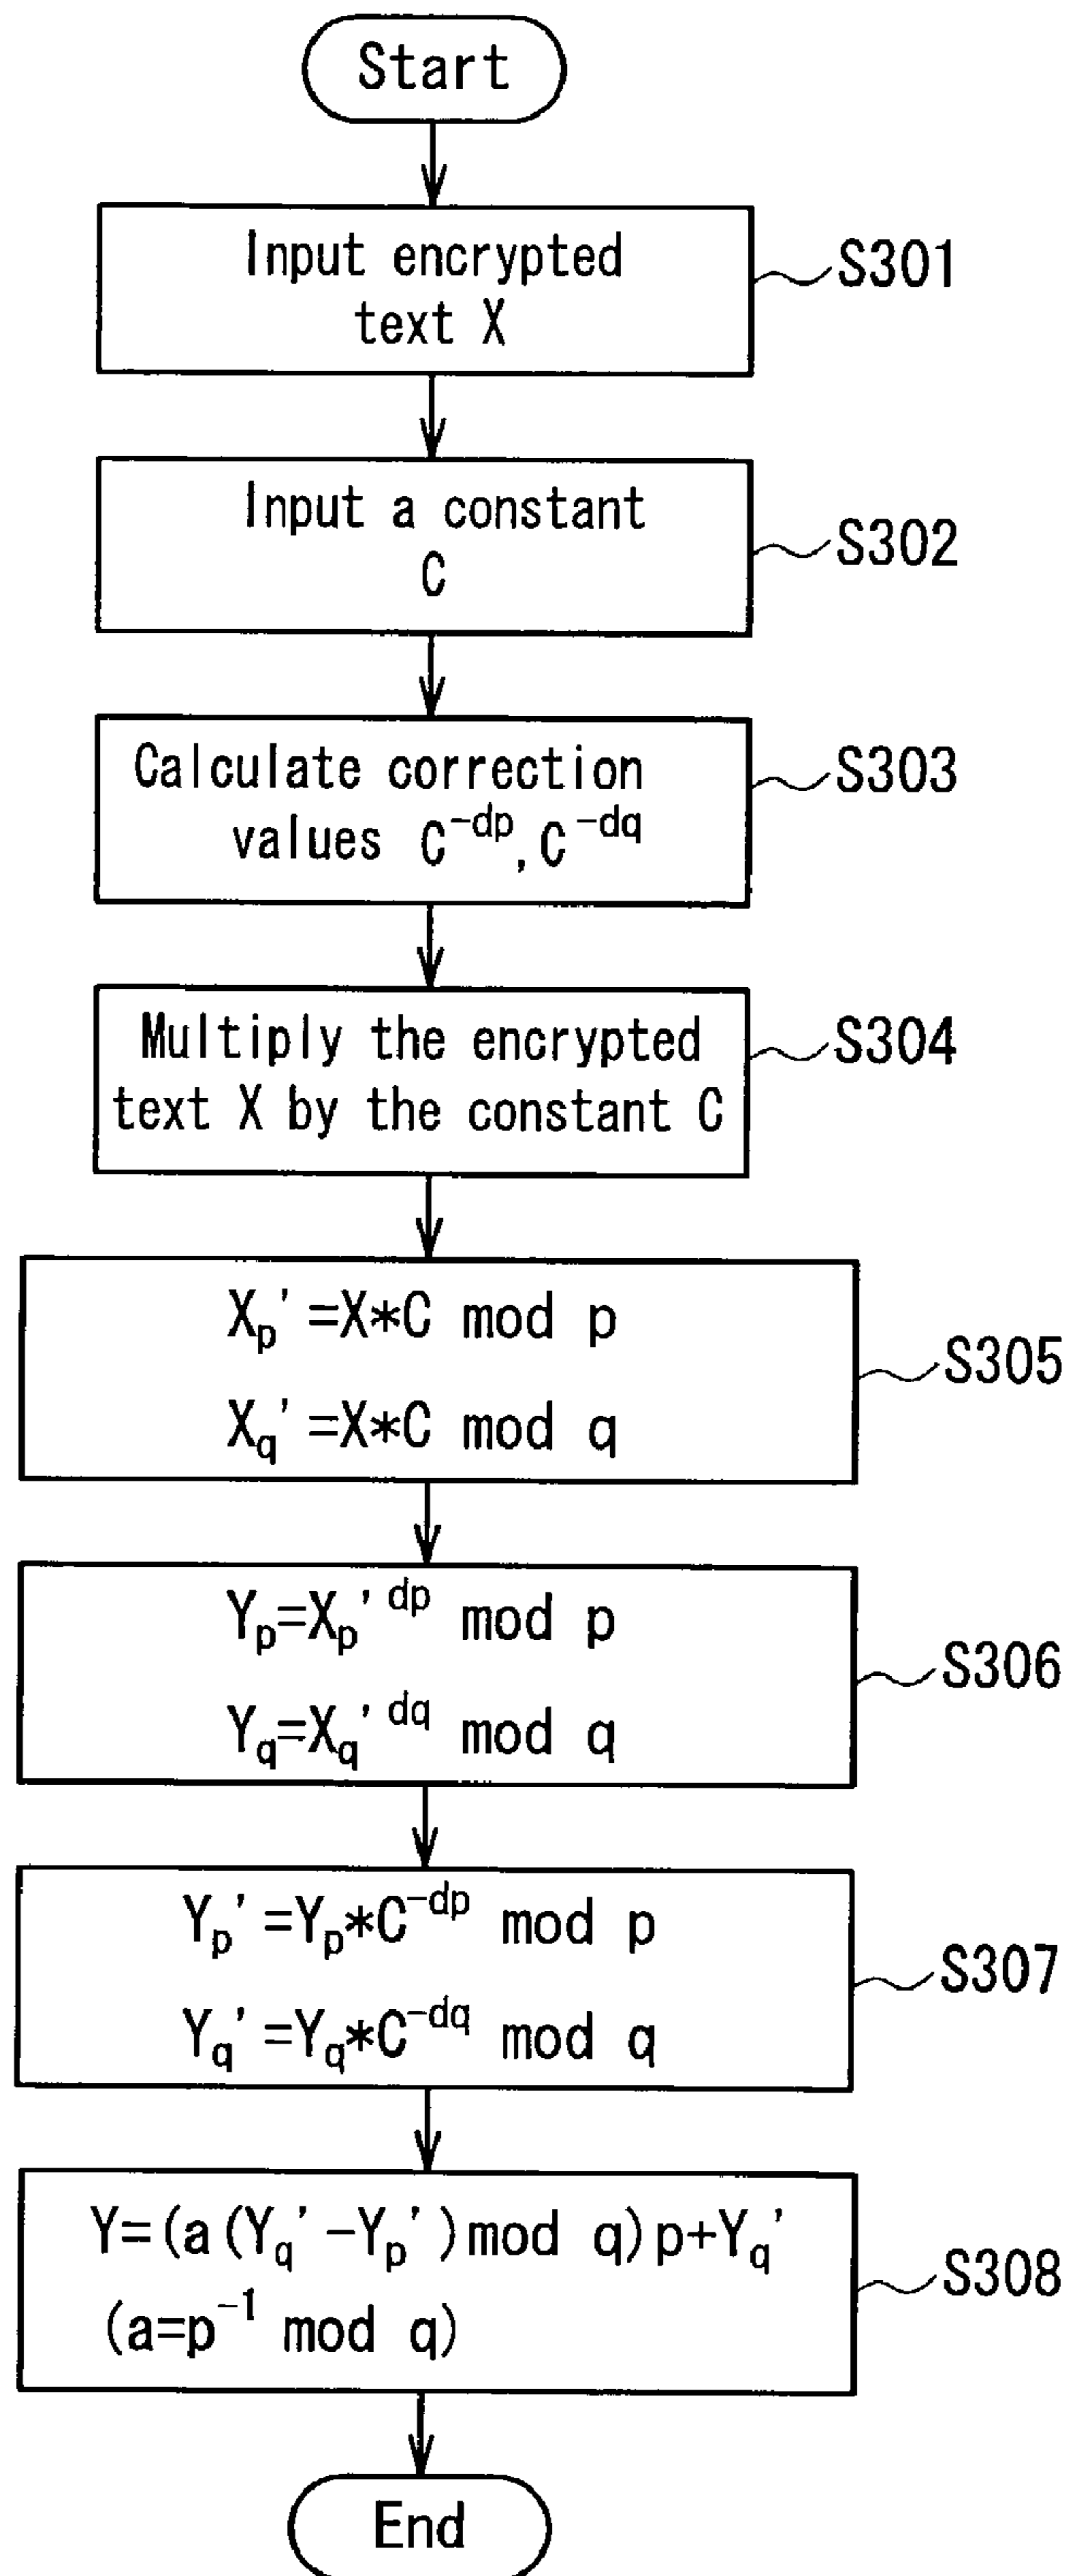 Start
Input encrypted
text X
S301
Input a constant
C
S302
Calculate correction
values C^-dp, C^-dq
S303
Multiply the encrypted
text X by the constant C
S304
Xp'=X*C mod p
Xq'=X*C mod q
S305
Yp=Xp'^dp mod p
Yq=Xq'^dq mod q
S306
Yp'=Yp*C^-dp mod p
Yq'=Yq*C^-dq mod q
S307
Y=(a(Yq'-Yp')mod q)p+Yq'
(a=p^-1 mod q)
S308
End